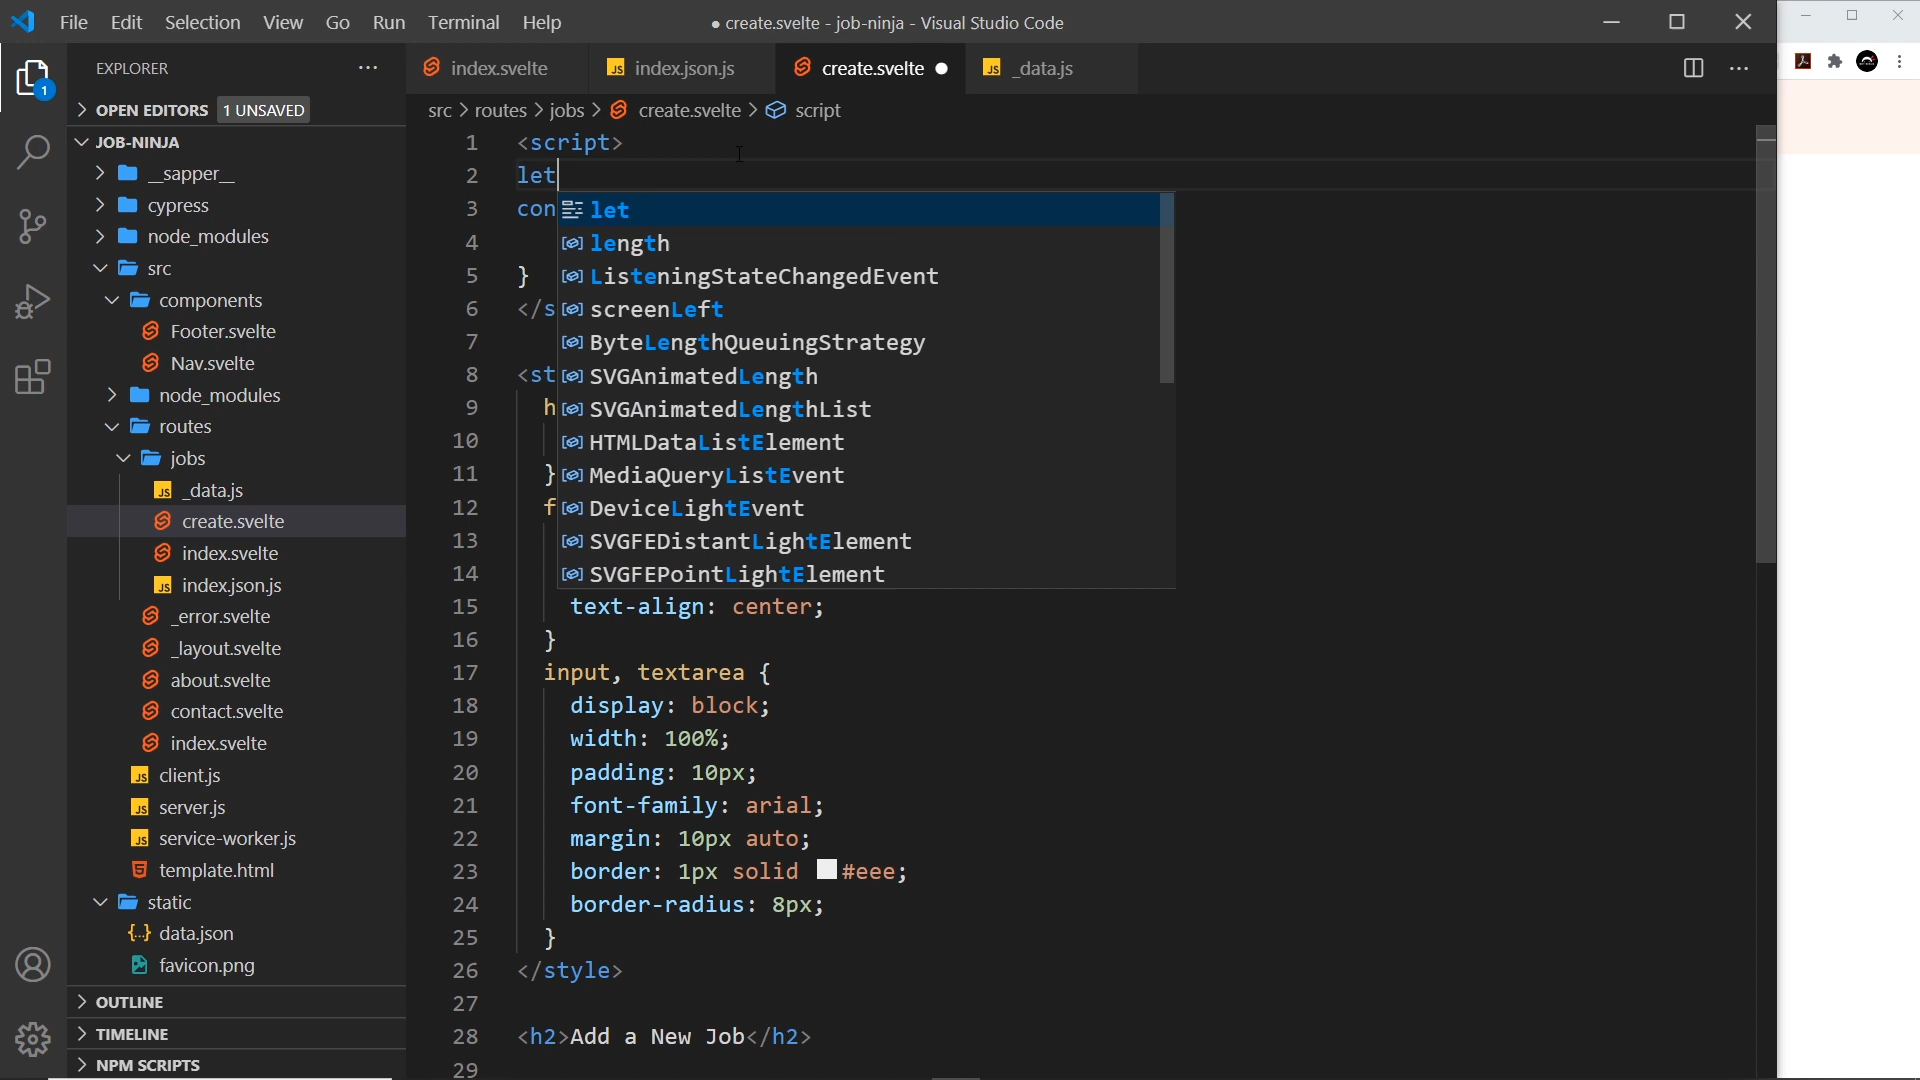 File Edit Selection View Go Run Terminal Help
● create.svelte - job-ninja - Visual Studio Code
EXPLORER
index.svelte
index.json.js
create.svelte
_data.js
OPEN EDITORS 1 UNSAVED
src > routes > jobs > create.svelte > script
JOB-NINJA
__sapper__
cypress
node_modules
src
components
Footer.svelte
Nav.svelte
node_modules
routes
jobs
_data.js
create.svelte
index.svelte
index.json.js
_error.svelte
_layout.svelte
about.svelte
contact.svelte
index.svelte
client.js
server.js
service-worker.js
template.html
static
data.json
favicon.png
OUTLINE
TIMELINE
NPM SCRIPTS
1
1 <script>
2 let
3 con
4
5 }
6 </s
7
8 <st
9 h
10
11 }
12 f
13
14
let
length
ListeningStateChangedEvent
screenLeft
ByteLengthQueuingStrategy
SVGAnimatedLength
SVGAnimatedLengthList
HTMLDataListElement
MediaQueryListEvent
DeviceLightEvent
SVGFEDistantLightElement
SVGFEPointLightElement
15 text-align: center;
16 }
17 input, textarea {
18 display: block;
19 width: 100%;
20 padding: 10px;
21 font-family: arial;
22 margin: 10px auto;
23 border: 1px solid #eee;
24 border-radius: 8px;
25 }
26 </style>
27
28 <h2>Add a New Job</h2>
29